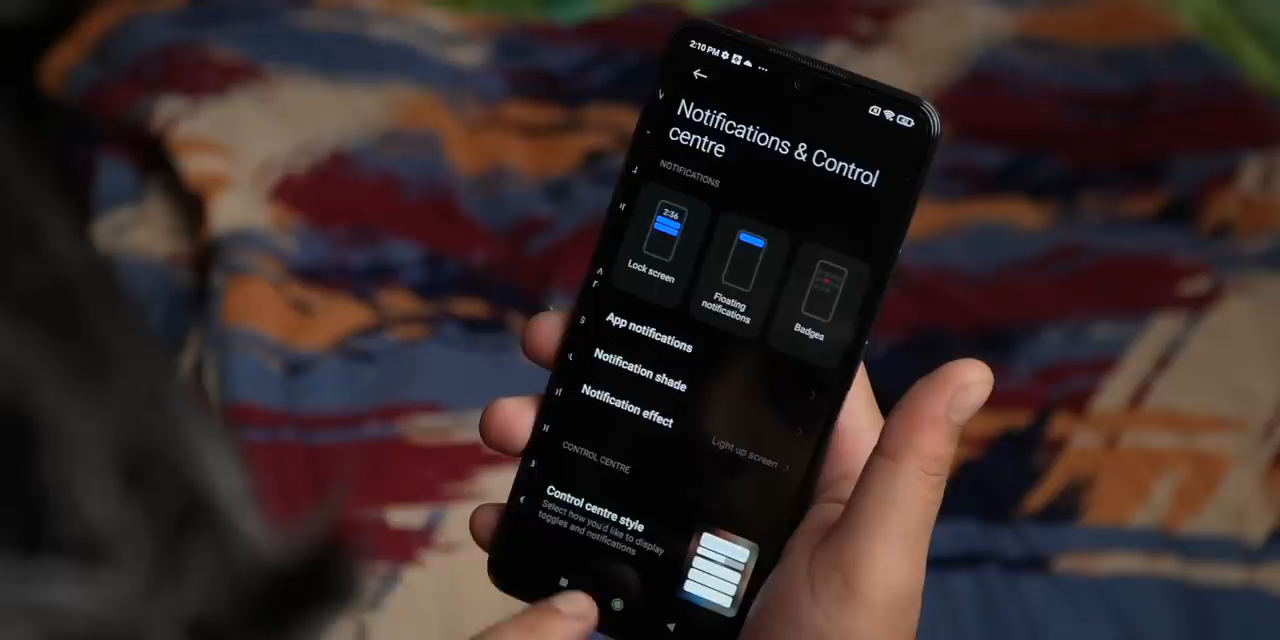 2:10 PM
Notifications & Control
centre
NOTIFICATIONS
2:36
Lock screen
Floating
notifications
Badges
App notifications
Notification shade
Notification effect
Light up screen
CONTROL CENTRE
Control centre style
Select how you'd like to display
toggles and notifications